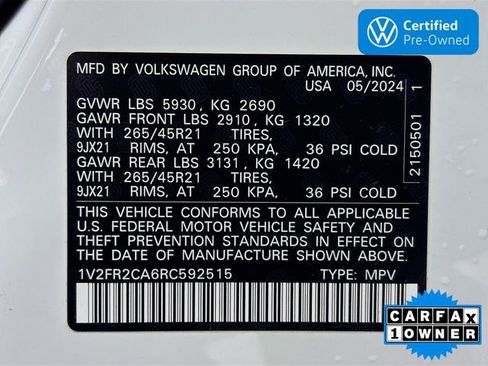 Certified
Pre-Owned
MFD BY VOLKSWAGEN GROUP OF AMERICA, INC.
USA 05/2024
GVWR LBS 5930 , KG 2690
GAWR FRONT LBS 2910 , KG 1320
WITH 265/45R21 TIRES,
9JX21 RIMS, AT 250 KPA, 36 PSI COLD
GAWR REAR LBS 3131 , KG 1420
WITH 265/45R21 TIRES,
9JX21 RIMS, AT 250 KPA, 36 PSI COLD
THIS VEHICLE CONFORMS TO ALL APPLICABLE
U.S. FEDERAL MOTOR VEHICLE SAFETY AND
THEFT PREVENTION STANDARDS IN EFFECT ON
THE DATE OF MANUFACTURE SHOWN ABOVE.
1V2FR2CA6RC592515 TYPE: MPV
2150501 1
CARFAX
1 OWNER